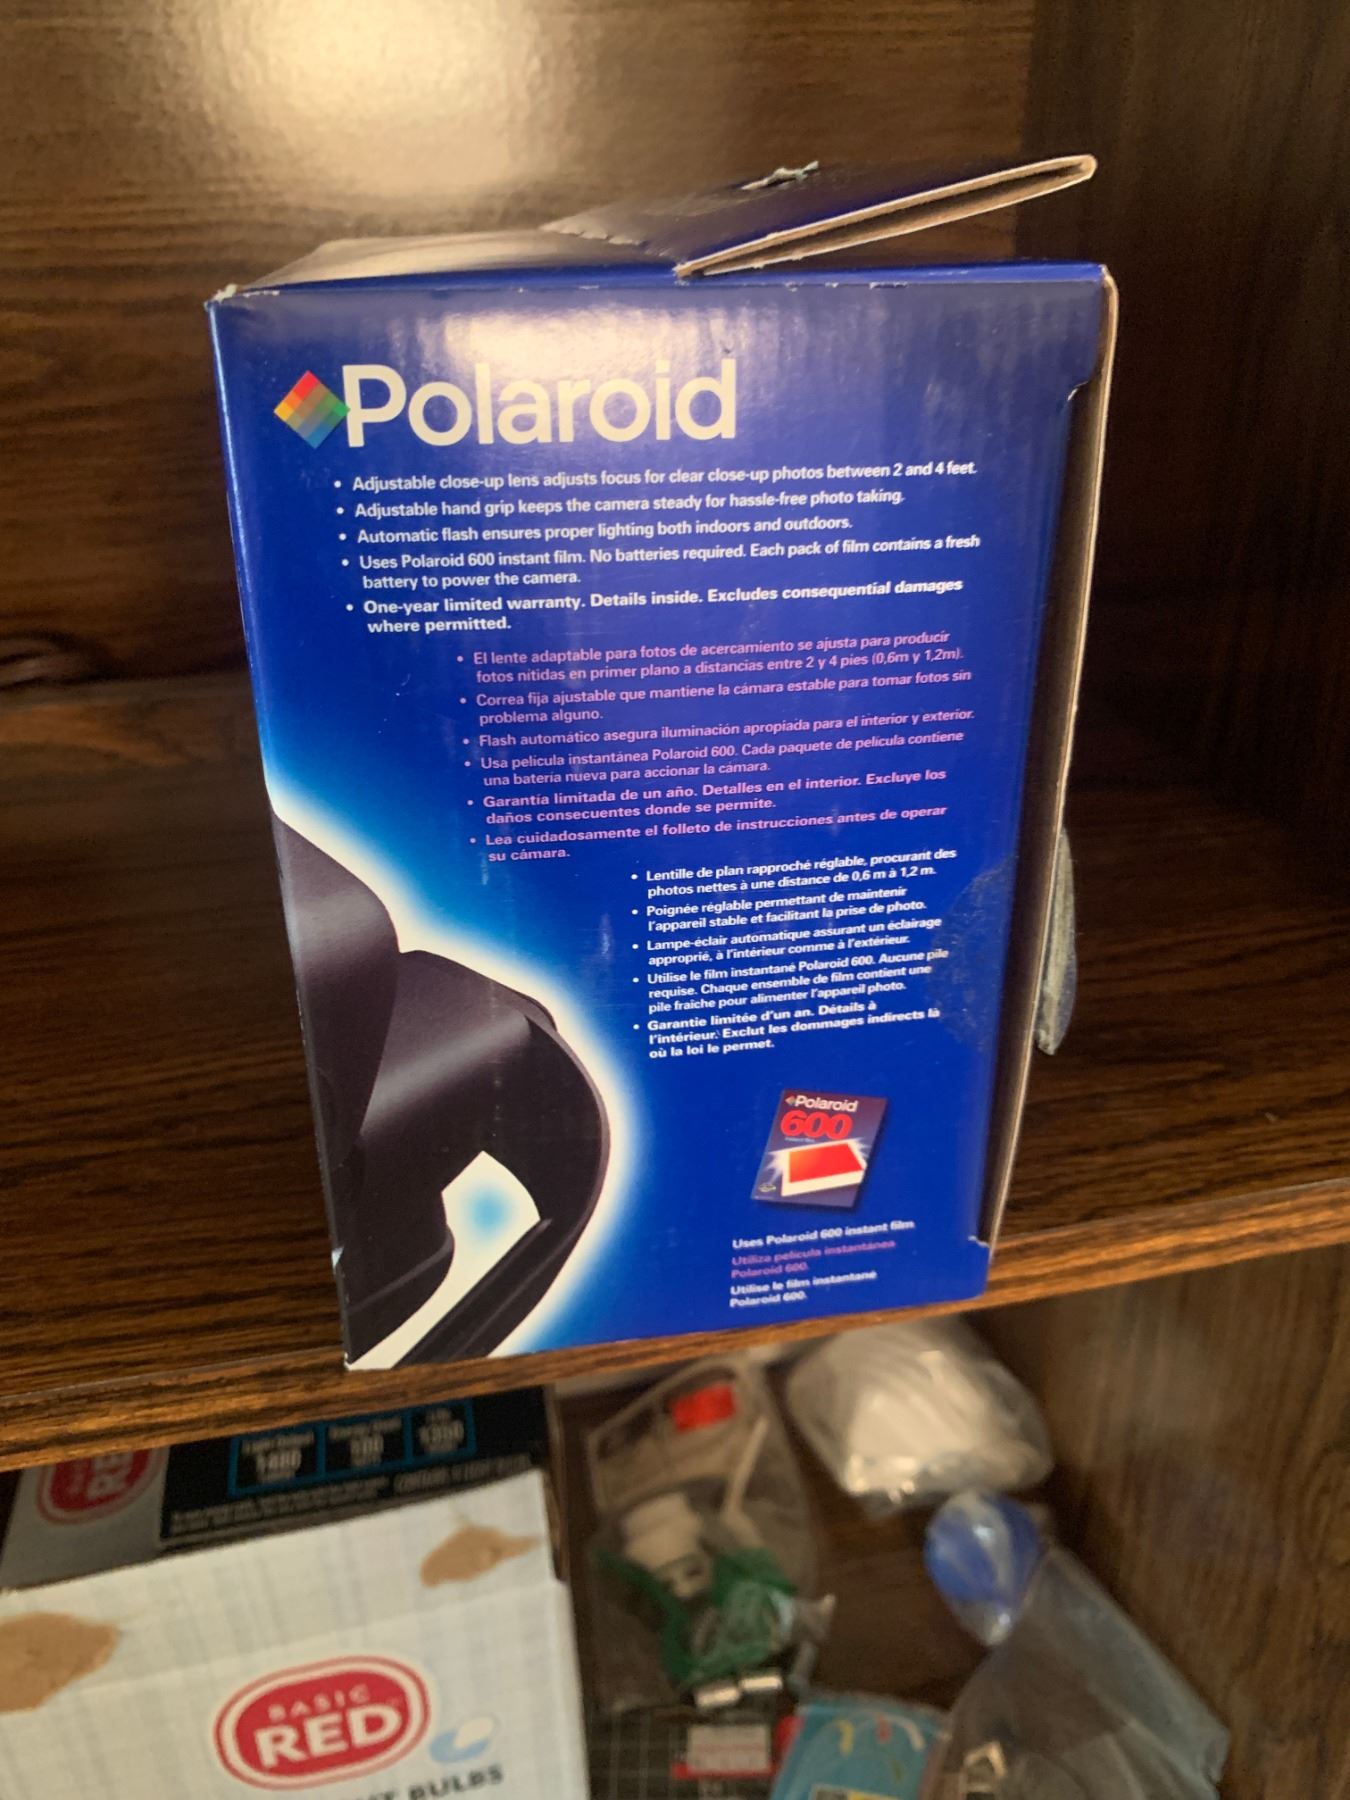 Polaroid
• Adjustable close-up lens adjusts focus for clear close-up photos between 2 and 4 feet.
• Adjustable hand grip keeps the camera steady for hassle-free photo taking.
• Automatic flash ensures proper lighting both indoors and outdoors.
• Uses Polaroid 600 instant film. No batteries required. Each pack of film contains a fresh
battery to power the camera.
• One-year limited warranty. Details inside. Excludes consequential damages
where permitted.
• El lente adaptable para fotos de acercamiento se ajusta para producir
fotos nítidas en primer plano a distancias entre 2 y 4 pies (0,6m y 1,2m).
• Correa fija ajustable que mantiene la cámara estable para tomar fotos sin
problema alguno.
• Flash automático asegura iluminación apropiada para el interior y exterior.
• Usa película instantánea Polaroid 600. Cada paquete de película contiene
una batería nueva para accionar la cámara.
• Garantía limitada de un año. Detalles en el interior. Excluye los
daños consecuentes donde se permite.
• Lea cuidadosamente el folleto de instrucciones antes de operar
su cámara.
• Lentille de plan rapproché réglable, procurant des
photos nettes à une distance de 0,6 m à 1,2 m.
• Poignée réglable permettant de maintenir
l'appareil stable et facilitant la prise de photo.
• Lampe-éclair automatique assurant un éclairage
approprié, à l'intérieur comme à l'extérieur.
• Utilise le film instantané Polaroid 600. Aucune pile
requise. Chaque ensemble de film contient une
pile fraîche pour alimenter l'appareil photo.
• Garantie limitée d'un an. Détails à
l'intérieur. Exclut les dommages indirects là
où la loi le permet.
Polaroid
600
Uses Polaroid 600 instant film
Utiliza película instantánea
Polaroid 600.
Utilise le film instantané
Polaroid 600.
Light Output
1480
100
1350
BASIC
RED
BULBS